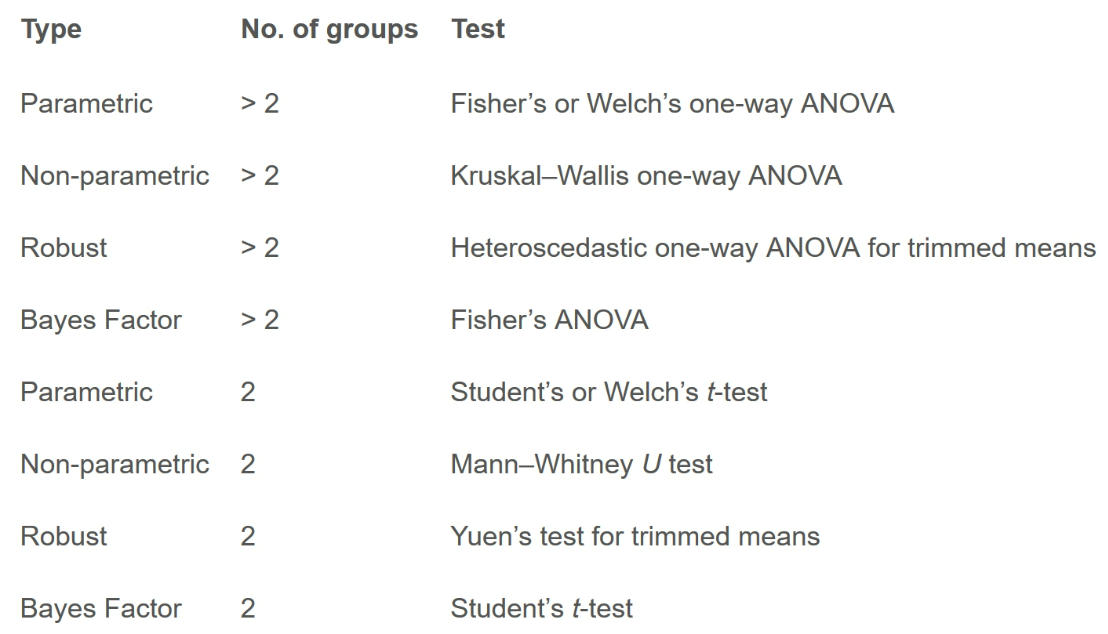 Type No. of groups Test
Parametric > 2 Fisher’s or Welch’s one-way ANOVA
Non-parametric > 2 Kruskal–Wallis one-way ANOVA
Robust > 2 Heteroscedastic one-way ANOVA for trimmed means
Bayes Factor > 2 Fisher’s ANOVA
Parametric 2 Student’s or Welch’s t-test
Non-parametric 2 Mann–Whitney U test
Robust 2 Yuen’s test for trimmed means
Bayes Factor 2 Student’s t-test